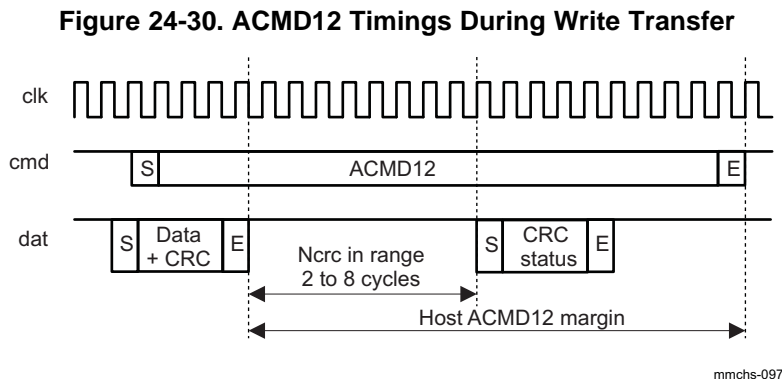 Figure 24-30. ACMD12 Timings During Write Transfer
clk
cmd
S
ACMD12
E
dat
S
Data
+ CRC
E
Ncrc in range
2 to 8 cycles
S
CRC
status
E
Host ACMD12 margin
mmchs-097